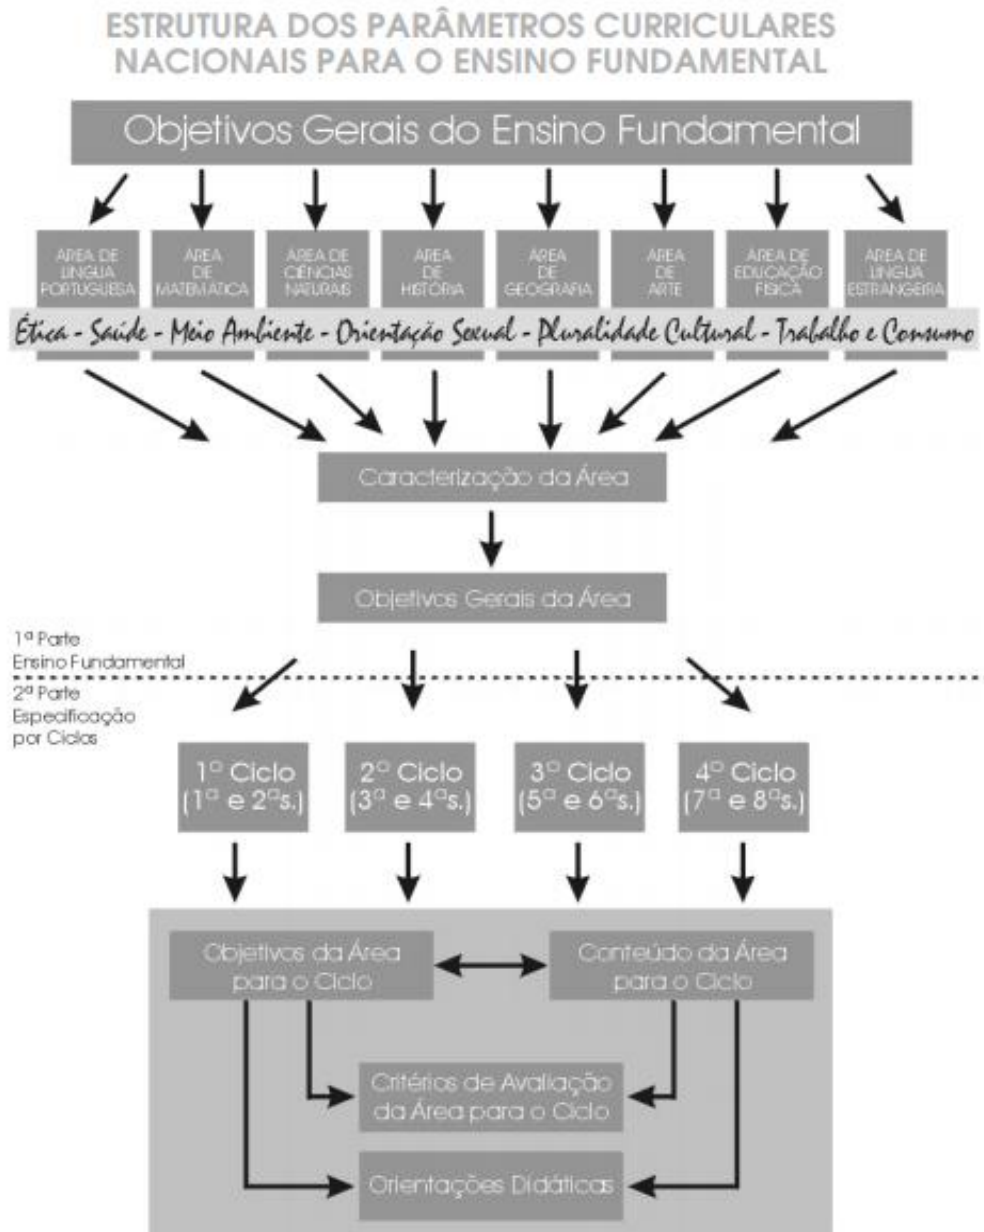 ESTRUTURA DOS PARÂMETROS CURRICULARES
NACIONAIS PARA O ENSINO FUNDAMENTAL
Objetivos Gerais do Ensino Fundamental
ÁREA DE
LÍNGUA
PORTUGUESA
ÁREA
DE
MATEMÁTICA
ÁREA DE
CIÊNCIAS
NATURAIS
ÁREA
DE
HISTÓRIA
ÁREA
DE
GEOGRAFIA
ÁREA
DE
ARTE
ÁREA DE
EDUCAÇÃO
FÍSICA
ÁREA DE
LÍNGUA
ESTRANGEIRA
Ética - Saúde - Meio Ambiente - Orientação Sexual - Pluralidade Cultural - Trabalho e Consumo
Caracterização da Área
Objetivos Gerais da Área
1ª Parte
Ensino Fundamental
2ª Parte
Especificação
por Ciclos
1º Ciclo
(1ª e 2ªs.)
2º Ciclo
(3ª e 4ªs.)
3º Ciclo
(5ª e 6ªs.)
4º Ciclo
(7ª e 8ªs.)
Objetivos da Área
para o Ciclo
Conteúdo da Área
para o Ciclo
Critérios de Avaliação
da Área para o Ciclo
Orientações Didáticas